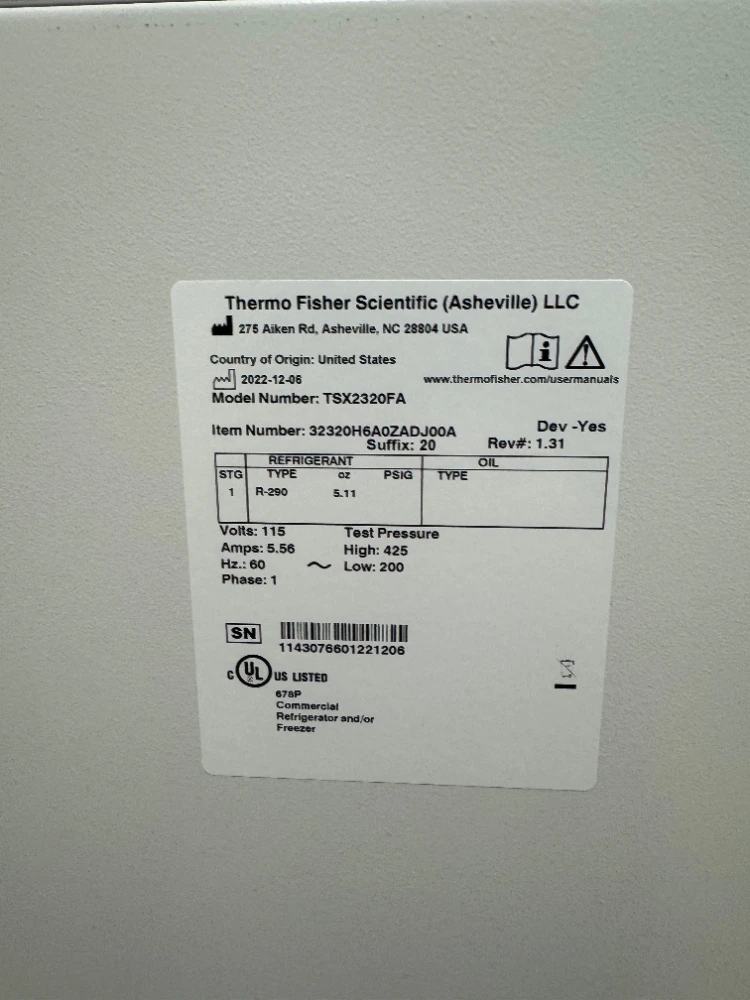 Thermo Fisher Scientific (Asheville) LLC
275 Aiken Rd, Asheville, NC 28804 USA
Country of Origin: United States
2022-12-06
www.thermofisher.com/usermanuals
Model Number: TSX2320FA
Item Number: 32320H6A0ZADJ00A Dev -Yes
Suffix: 20 Rev#: 1.31
REFRIGERANT OIL
STG TYPE oz PSIG TYPE
1 R-290 5.11
Volts: 115 Test Pressure
Amps: 5.56 High: 425
Hz.: 60 ~ Low: 200
Phase: 1
SN
1143076601221206
C UL US LISTED
678P
Commercial
Refrigerator and/or
Freezer